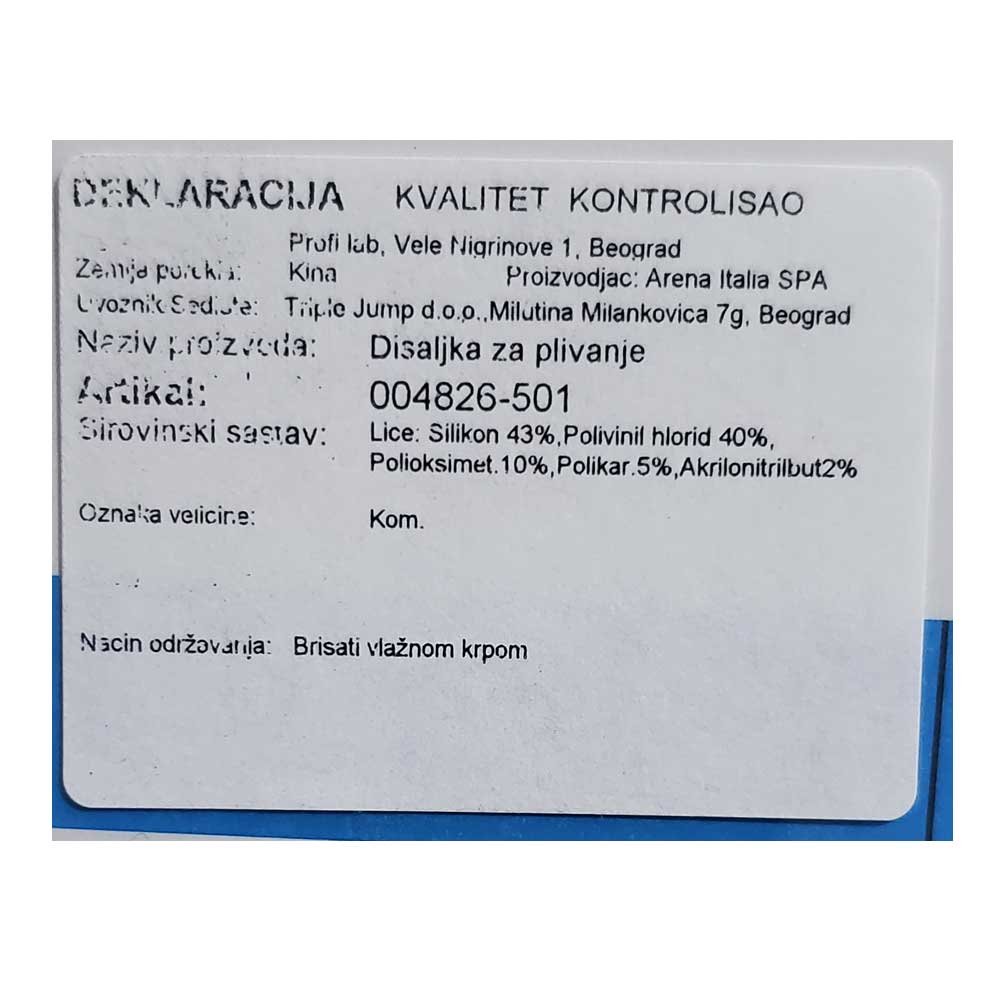 DEKLARACIJA KVALITET KONTROLISAO
Profi lab, Vele Nigrinove 1, Beograd
Zemlja porekla: Kina Proizvodjac: Arena Italia SPA
Uvoznik Sediste: Triple Jump d.o.o.,Milutina Milankovica 7g, Beograd
Naziv proizvoda: Disaljka za plivanje
Artikal: 004826-501
Sirovinski sastav: Lice: Silikon 43%,Polivinil hlorid 40%,
Polioksimet.10%,Polikar.5%,Akrilonitrilbut2%
Oznaka velicine: Kom.
Nacin održavanja: Brisati vlažnom krpom